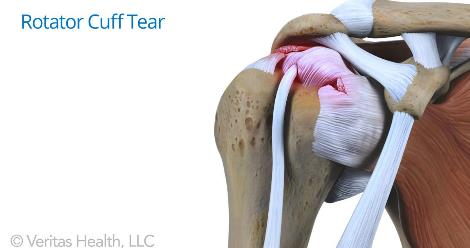 Rotator Cuff Tear
© Veritas Health, LLC